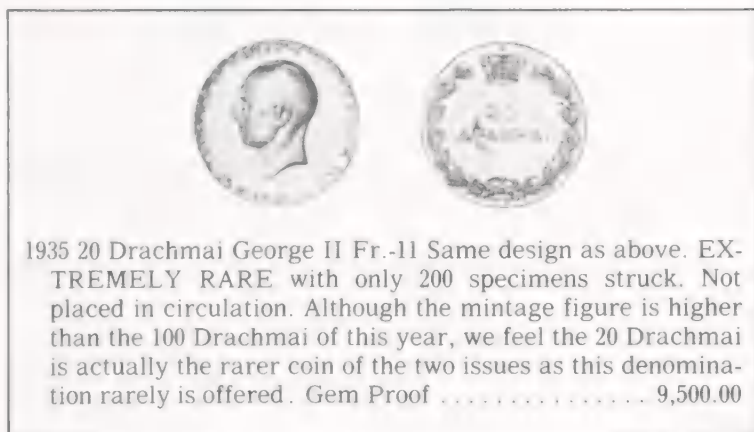 1935 20 Drachmai George II Fr.-11 Same design as above. EX-
TREMELY RARE with only 200 specimens struck. Not
placed in circulation. Although the mintage figure is higher
than the 100 Drachmai of this year, we feel the 20 Drachmai
is actually the rarer coin of the two issues as this denomina-
tion rarely is offered. Gem Proof ................ 9,500.00